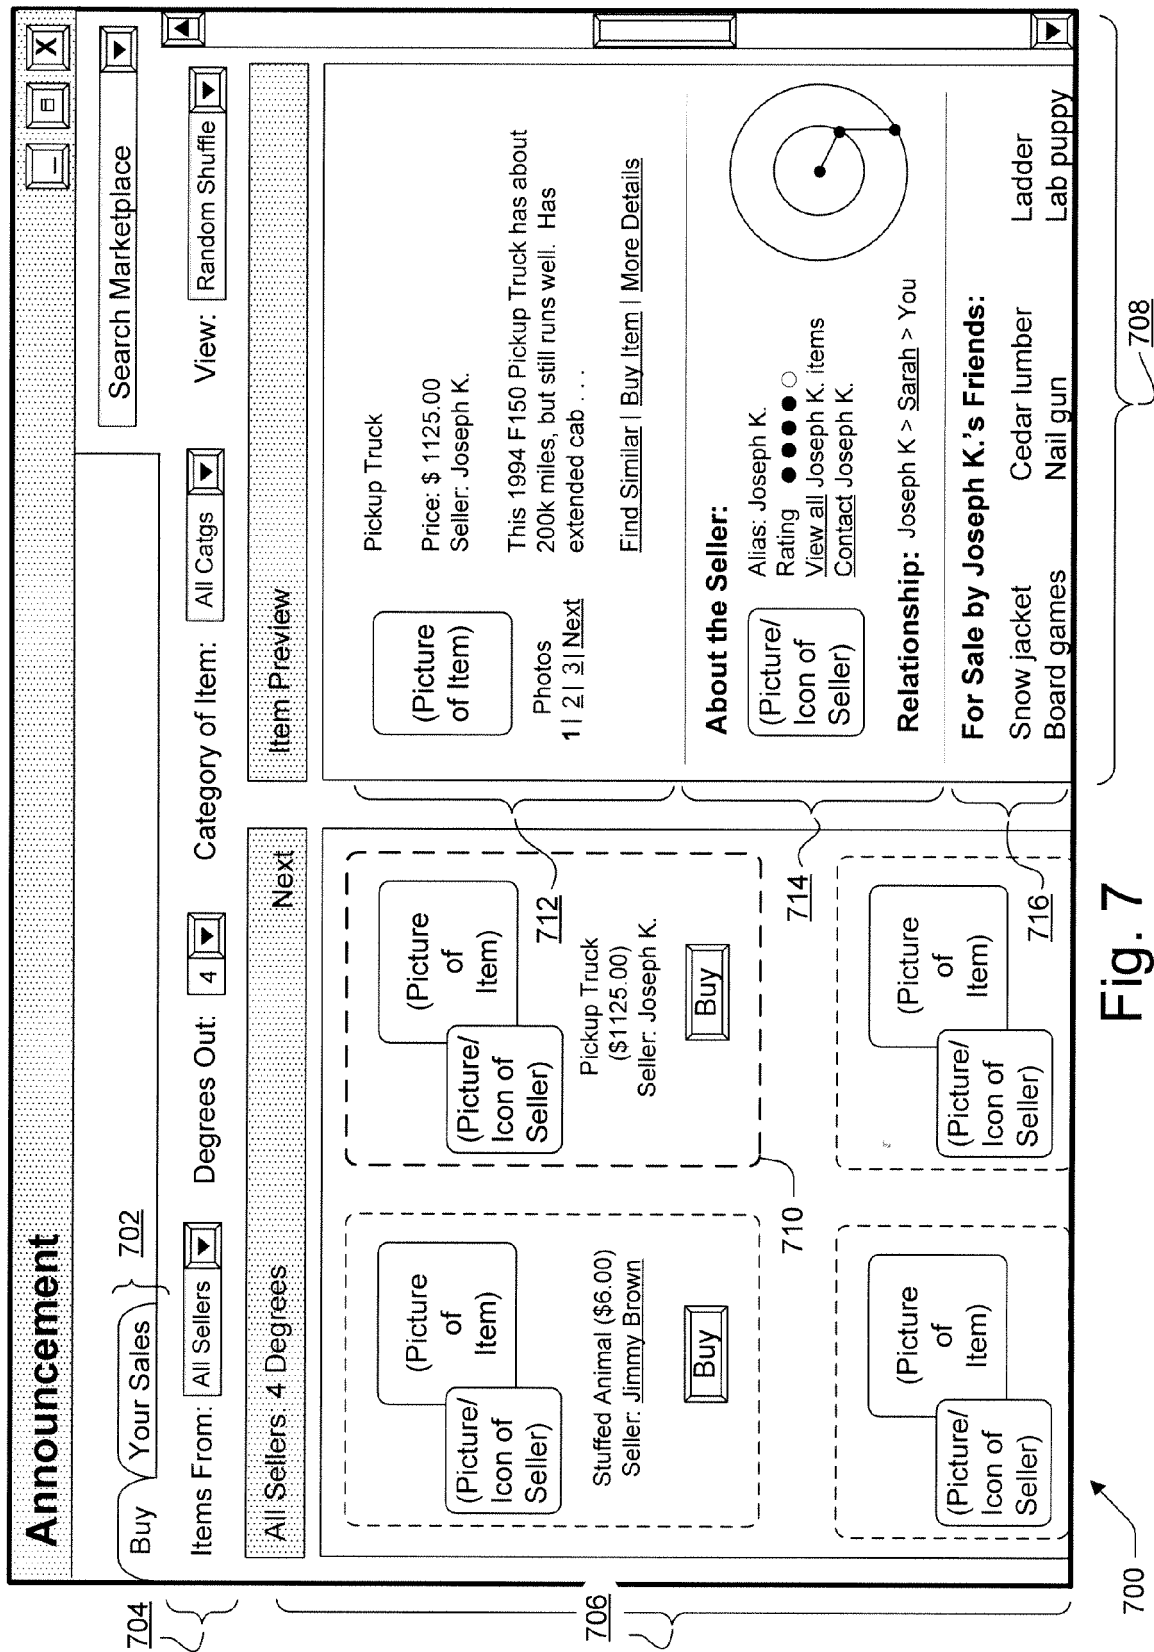 Announcement
_ X
Buy Your Sales 702
Search Marketplace
704
Items From: All Sellers Degrees Out: 4 Category of Item: All Catgs View: Random Shuffle
All Sellers: 4 Degrees Next
Item Preview
706
(Picture
of
Item)
(Picture/
Icon of
Seller)
Stuffed Animal ($6.00)
Seller: Jimmy Brown
Buy
(Picture
of
Item)
(Picture/
Icon of
Seller)
Pickup Truck
($1125.00)
Seller: Joseph K.
Buy
710
(Picture
of
Item)
(Picture/
Icon of
Seller)
(Picture
of
Item)
(Picture/
Icon of
Seller)
712
(Picture
of Item)
Photos
1| 2| 3| Next
Pickup Truck
Price: $ 1125.00
Seller: Joseph K.
This 1994 F150 Pickup Truck has about
200k miles, but still runs well. Has
extended cab . . .
Find Similar | Buy Item | More Details
714
About the Seller:
(Picture/
Icon of
Seller)
Alias: Joseph K.
Rating
View all Joseph K. items
Contact Joseph K.
Relationship: Joseph K > Sarah > You
716
For Sale by Joseph K.'s Friends:
Snow jacket Cedar lumber Ladder
Board games Nail gun Lab puppy
708
700
Fig. 7